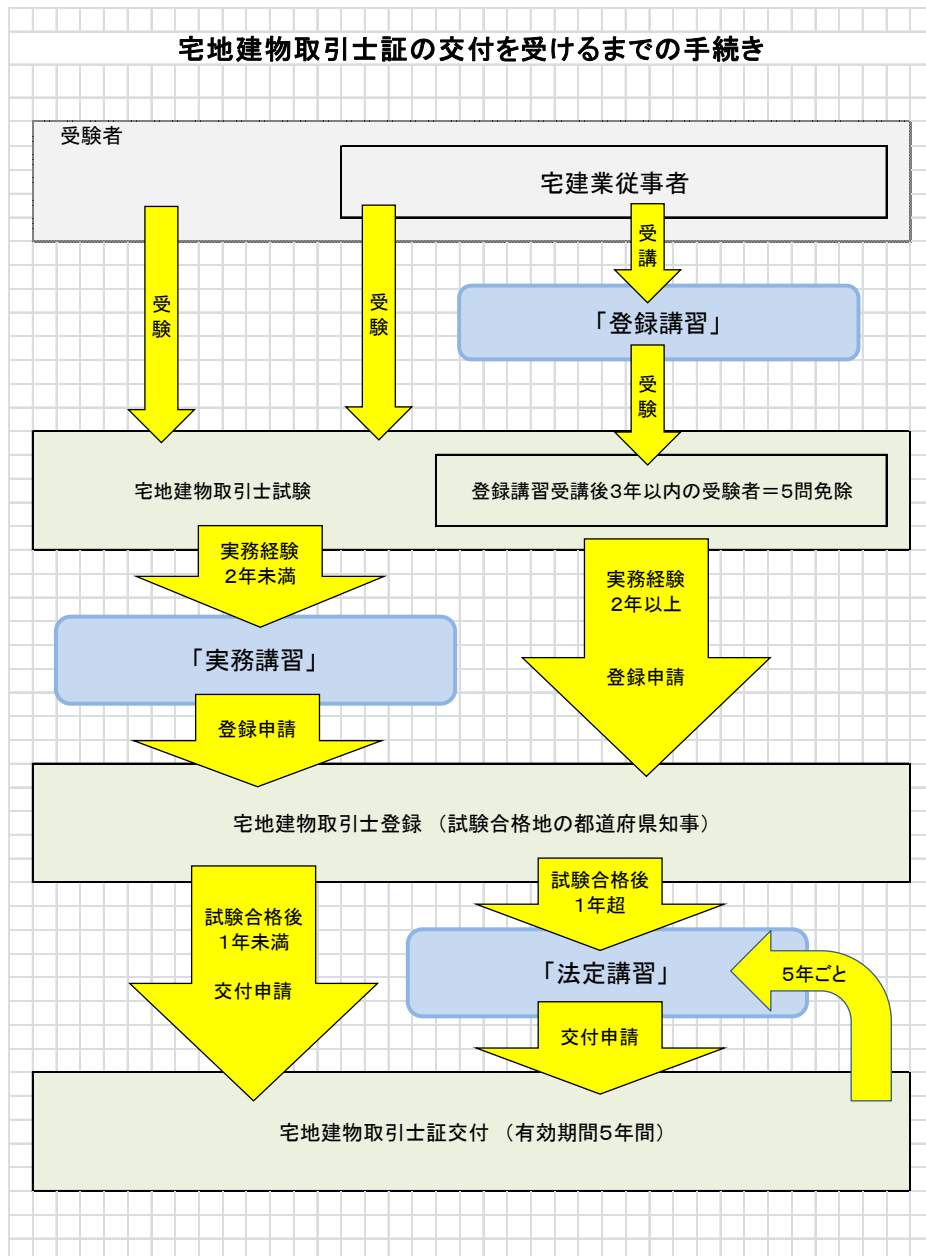 宅地建物取引士証の交付を受けるまでの手続き
受験者
宅建業従事者
受講
受験
受験
「登録講習」
受験
宅地建物取引士試験
登録講習受講後3年以内の受験者＝5問免除
実務経験
2年未満
実務経験
2年以上
「実務講習」
登録申請
登録申請
宅地建物取引士登録 （試験合格地の都道府県知事）
試験合格後
1年超
試験合格後
1年未満
「法定講習」
5年ごと
交付申請
交付申請
宅地建物取引士証交付 （有効期間5年間）